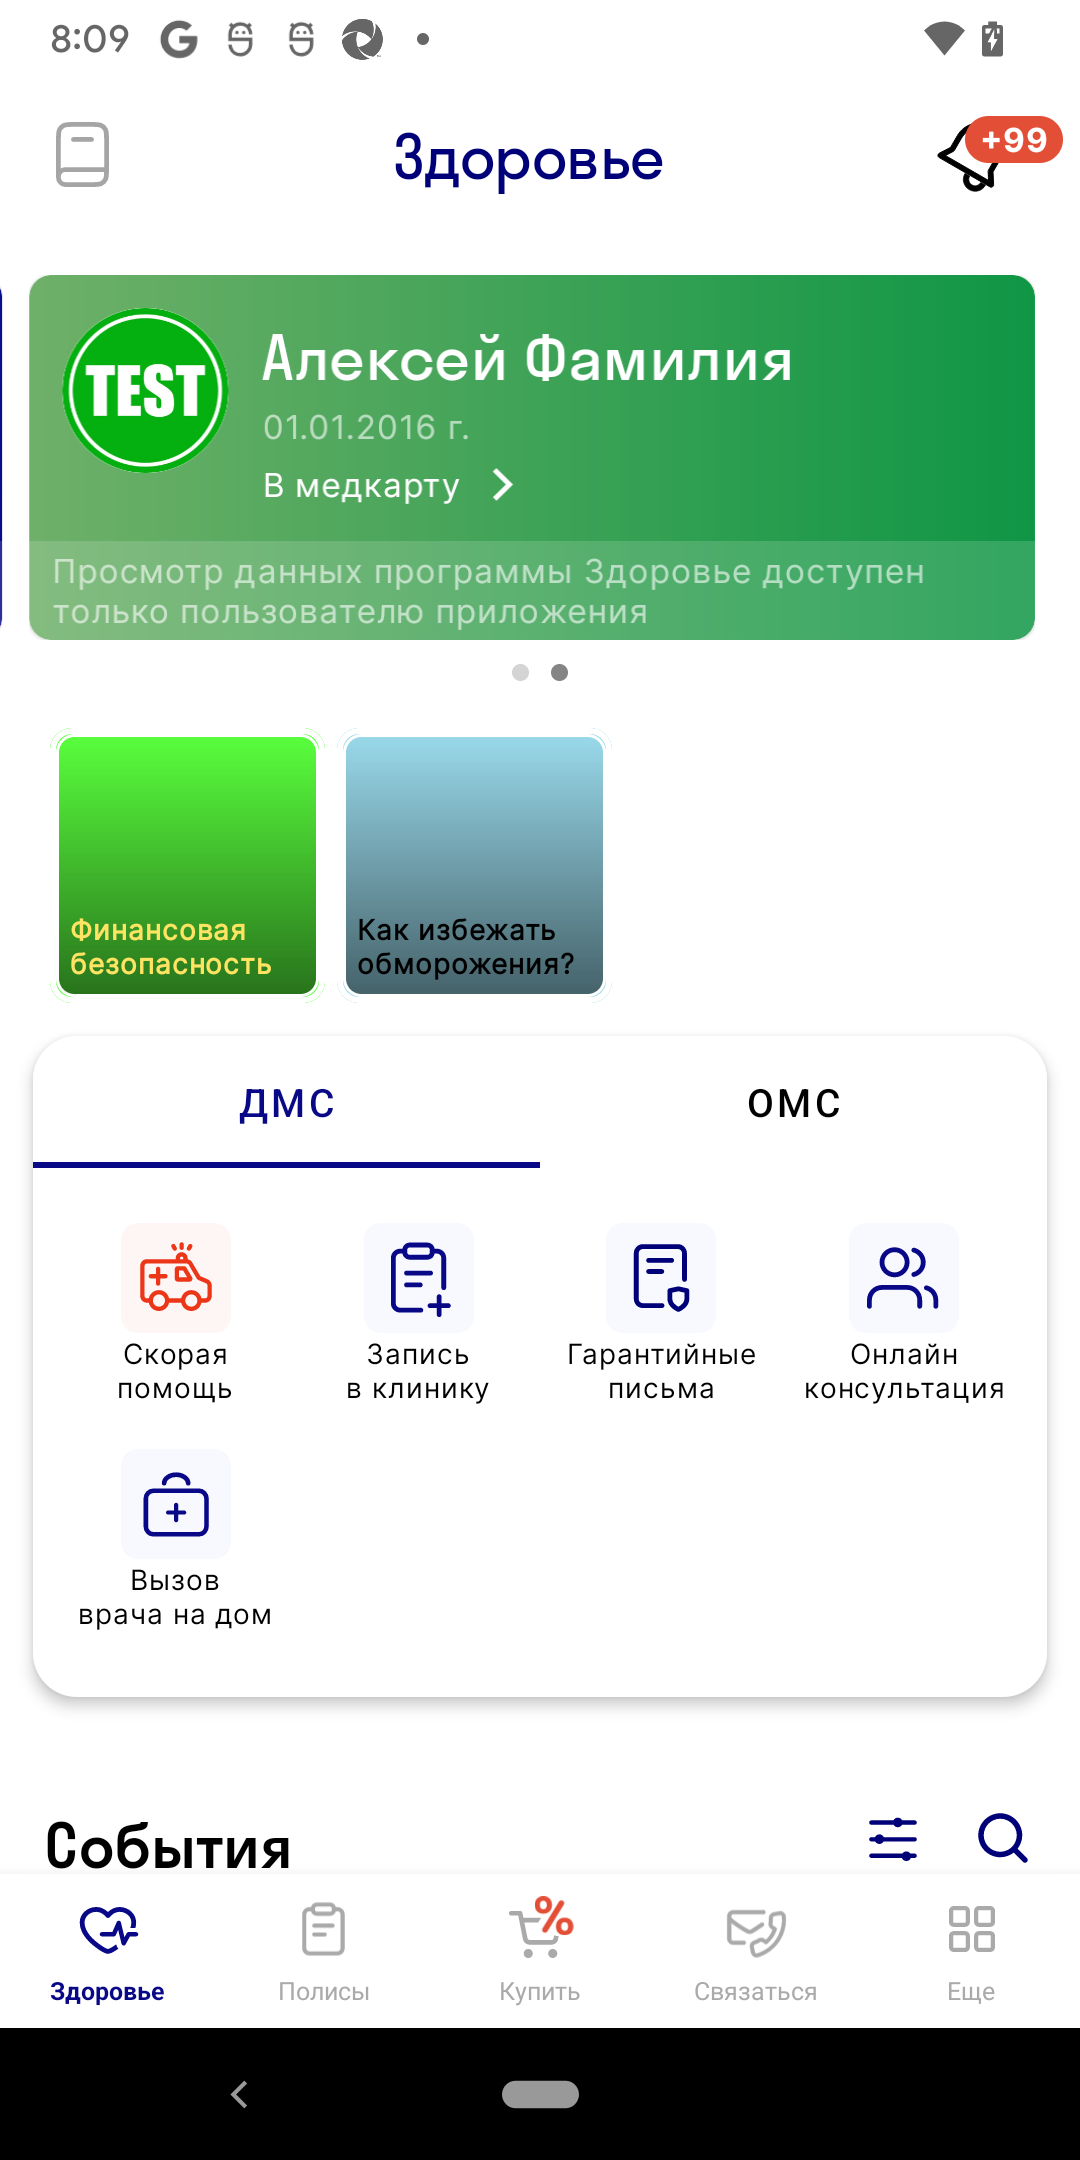 8:09
Здоровье
+99
TEST
Алексей Фамилия
01.01.2016 г.
В медкарту
Просмотр данных программы Здоровье доступен
только пользователю приложения
Финансовая
безопасность
Как избежать
обморожения?
ДМС
ОМС
Скорая
помощь
Запись
в клинику
Гарантийные
письма
Онлайн
консультация
Вызов
врача на дом
События
Здоровье
Полисы
Купить
Связаться
Еще